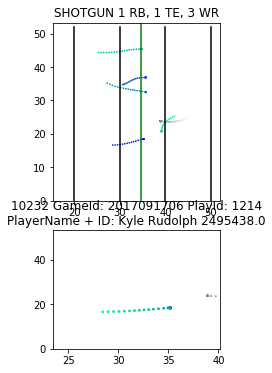 SHOTGUN 1 RB, 1 TE, 3 WR
50
40
30
20
10
0
20 30 40 50
10232 GameId: 2017091706 PlayId: 1214
PlayerName + ID: Kyle Rudolph 2495438.0
40
20
0
25 30 35 40